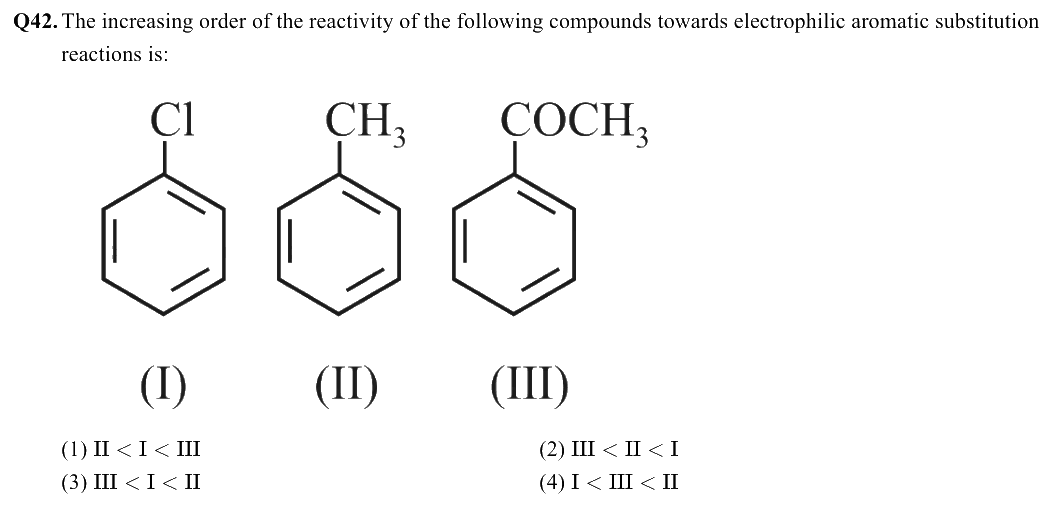 Q42. The increasing order of the reactivity of the following compounds towards electrophilic aromatic substitution
reactions is:
Cl CH₃ COCH₃
(I) (II) (III)
(1) II < I < III (2) III < II < I
(3) III < I < II (4) I < III < II